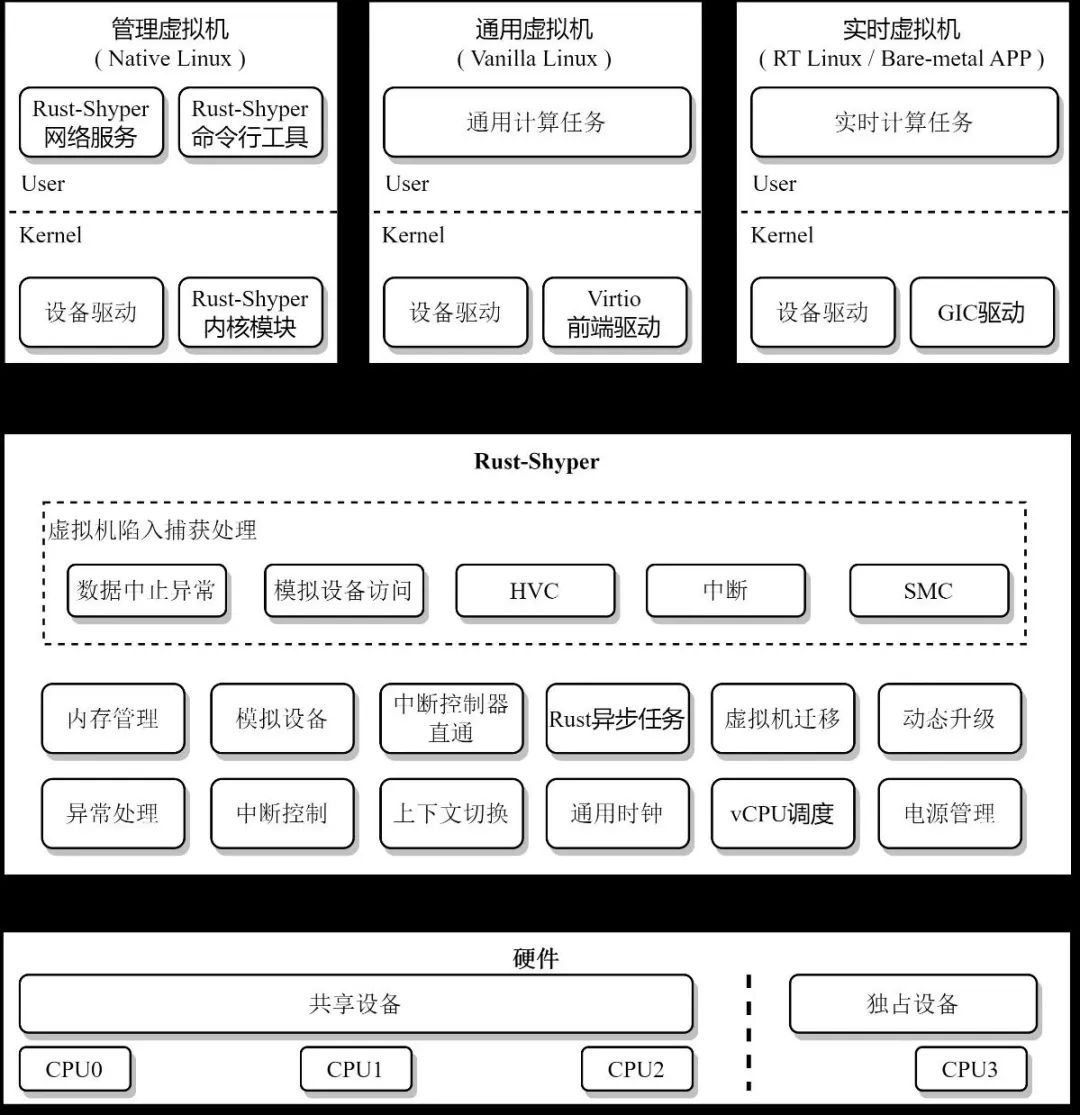 管理虚拟机
( Native Linux )
Rust-Shyper
网络服务
Rust-Shyper
命令行工具
User
Kernel
设备驱动
Rust-Shyper
内核模块
通用虚拟机
( Vanilla Linux )
通用计算任务
User
Kernel
设备驱动
Virtio
前端驱动
实时虚拟机
( RT Linux / Bare-metal APP )
实时计算任务
User
Kernel
设备驱动
GIC驱动
Rust-Shyper
虚拟机陷入捕获处理
数据中止异常
模拟设备访问
HVC
中断
SMC
内存管理
模拟设备
中断控制器
直通
Rust异步任务
虚拟机迁移
动态升级
异常处理
中断控制
上下文切换
通用时钟
vCPU调度
电源管理
硬件
共享设备
独占设备
CPU0
CPU1
CPU2
CPU3